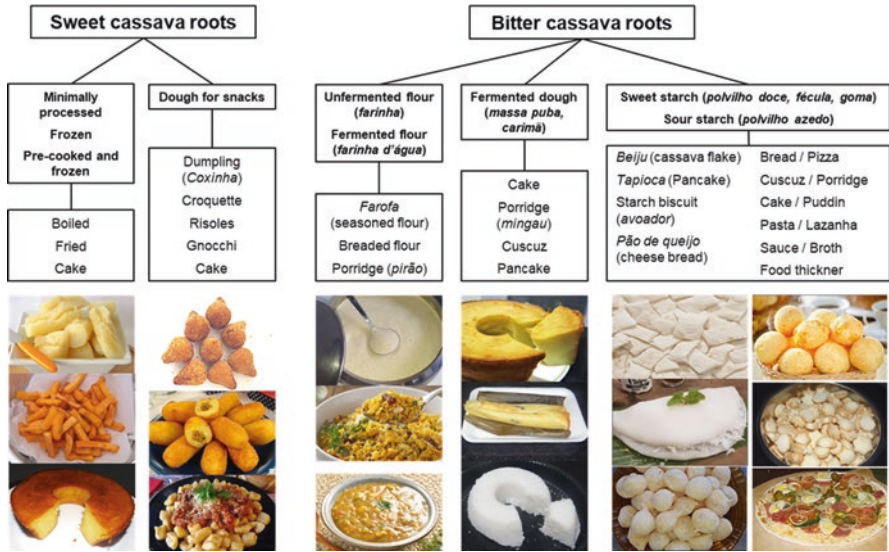 Sweet cassava roots
Bitter cassava roots
Minimally
processed
Frozen
Pre-cooked and
frozen
Boiled
Fried
Cake
Dough for snacks
Dumpling
(Coxinha)
Croquette
Risoles
Gnocchi
Cake
Unfermented flour
(farinha)
Fermented flour
(farinha d'água)
Farofa
(seasoned flour)
Breaded flour
Porridge (pirão)
Fermented dough
(massa puba,
carimã)
Cake
Porridge
(mingau)
Cuscuz
Pancake
Sweet starch (polvilho doce, fécula, goma)
Sour starch (polvilho azedo)
Beiju (cassava flake)
Tapioca (Pancake)
Starch biscuit
(avoador)
Pão de queijo
(cheese bread)
Bread / Pizza
Cuscuz / Porridge
Cake / Puddin
Pasta / Lazanha
Sauce / Broth
Food thickner